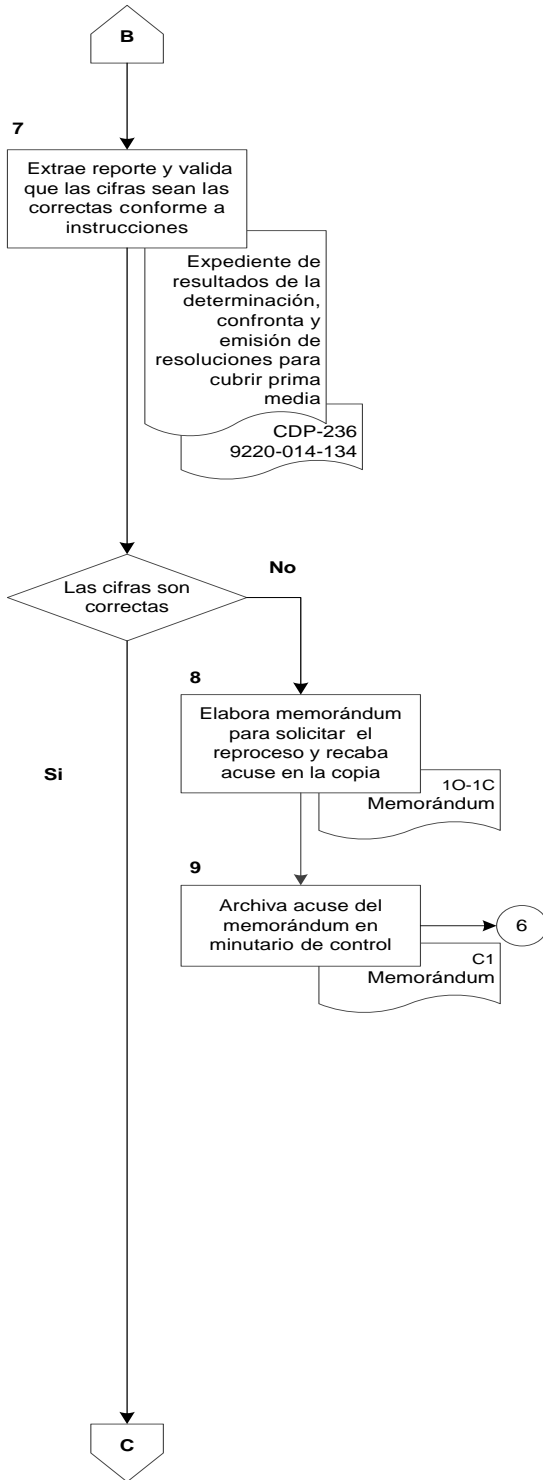 B
7
Extrae reporte y valida
que las cifras sean las
correctas conforme a
instrucciones
Expediente de
resultados de la
determinación,
confronta y
emisión de
resoluciones para
cubrir prima
media
CDP-236
9220-014-134
Las cifras son
correctas
No
8
Elabora memorándum
para solicitar el
reproceso y recaba
acuse en la copia
Si
1O-1C
Memorándum
9
Archiva acuse del
memorándum en
minutario de control
6
C1
Memorándum
C